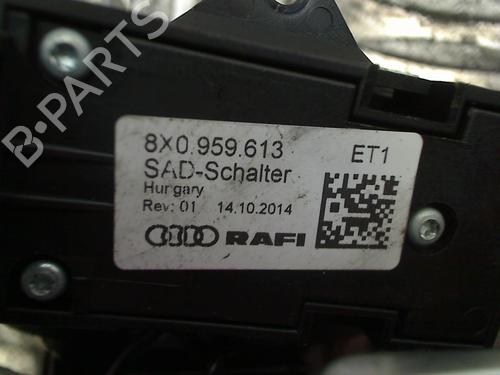 B-PARTS
8X0.959.613 ET1
SAD-Schalter
Hungary
Rev: 01 14.10.2014
RAFI